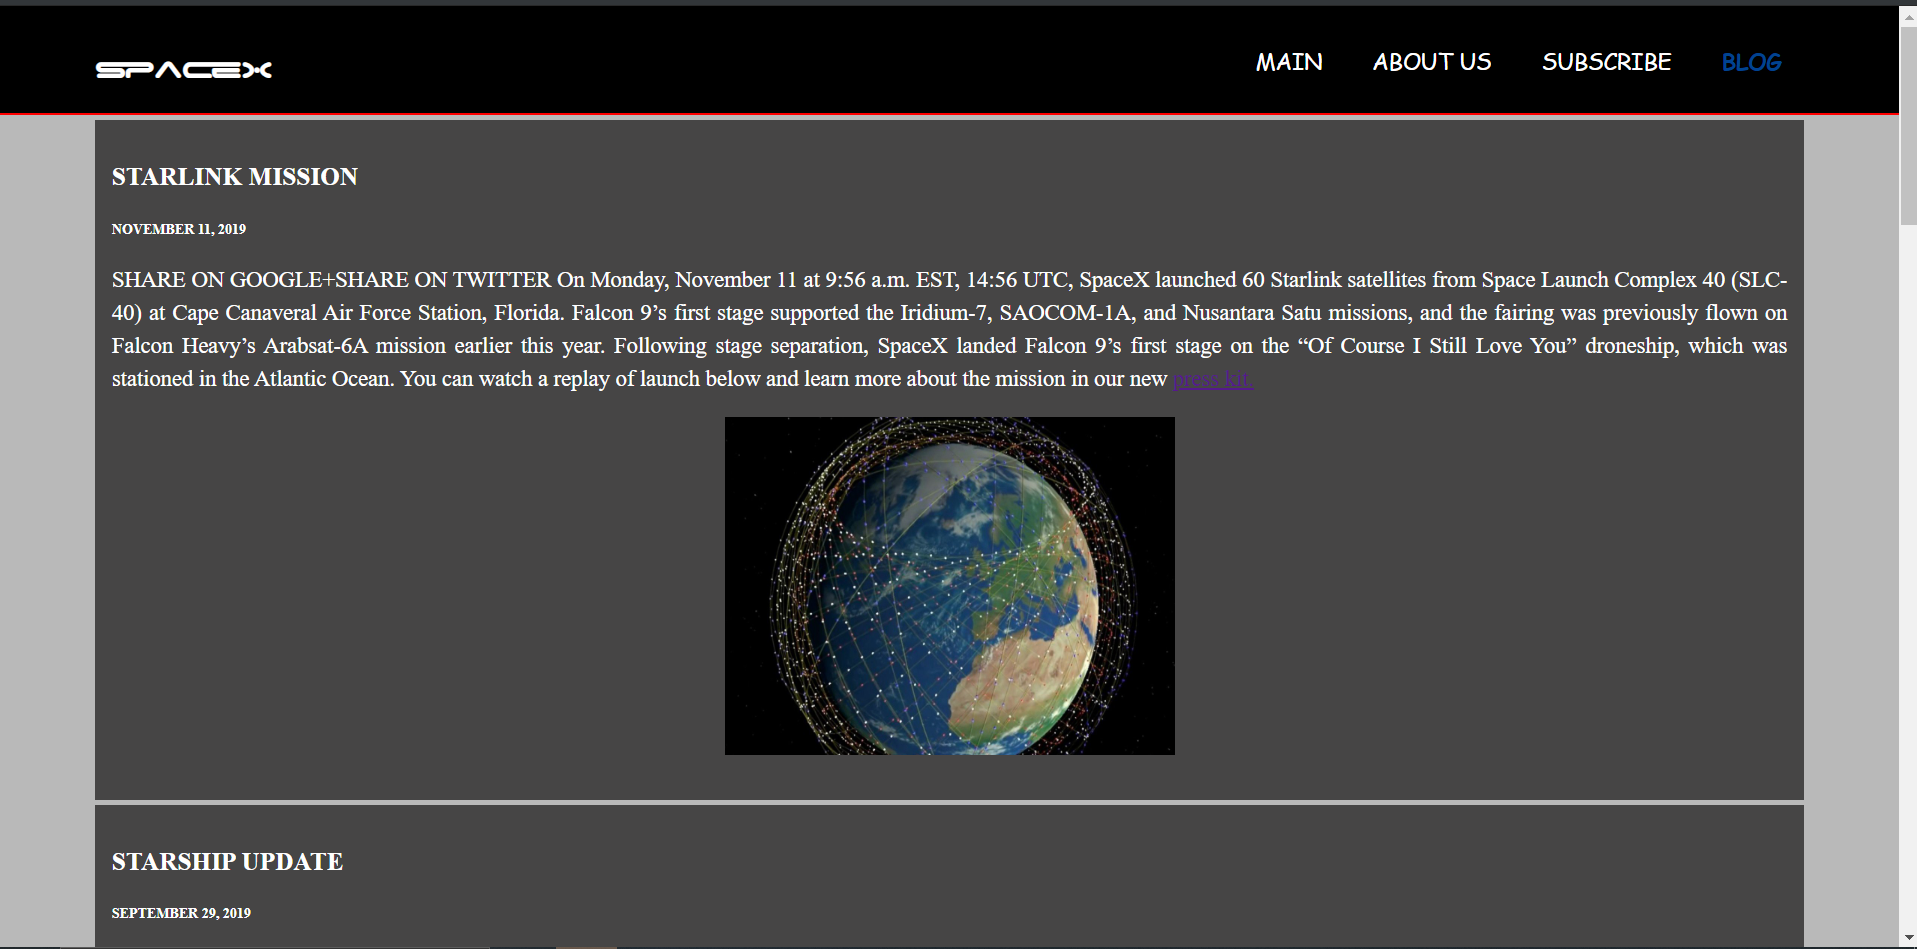 SPACEX
MAIN ABOUT US SUBSCRIBE BLOG
STARLINK MISSION
NOVEMBER 11, 2019
SHARE ON GOOGLE+SHARE ON TWITTER On Monday, November 11 at 9:56 a.m. EST, 14:56 UTC, SpaceX launched 60 Starlink satellites from Space Launch Complex 40 (SLC-
40) at Cape Canaveral Air Force Station, Florida. Falcon 9’s first stage supported the Iridium-7, SAOCOM-1A, and Nusantara Satu missions, and the fairing was previously flown on
Falcon Heavy’s Arabsat-6A mission earlier this year. Following stage separation, SpaceX landed Falcon 9’s first stage on the “Of Course I Still Love You” droneship, which was
stationed in the Atlantic Ocean. You can watch a replay of launch below and learn more about the mission in our new press kit.
STARSHIP UPDATE
SEPTEMBER 29, 2019